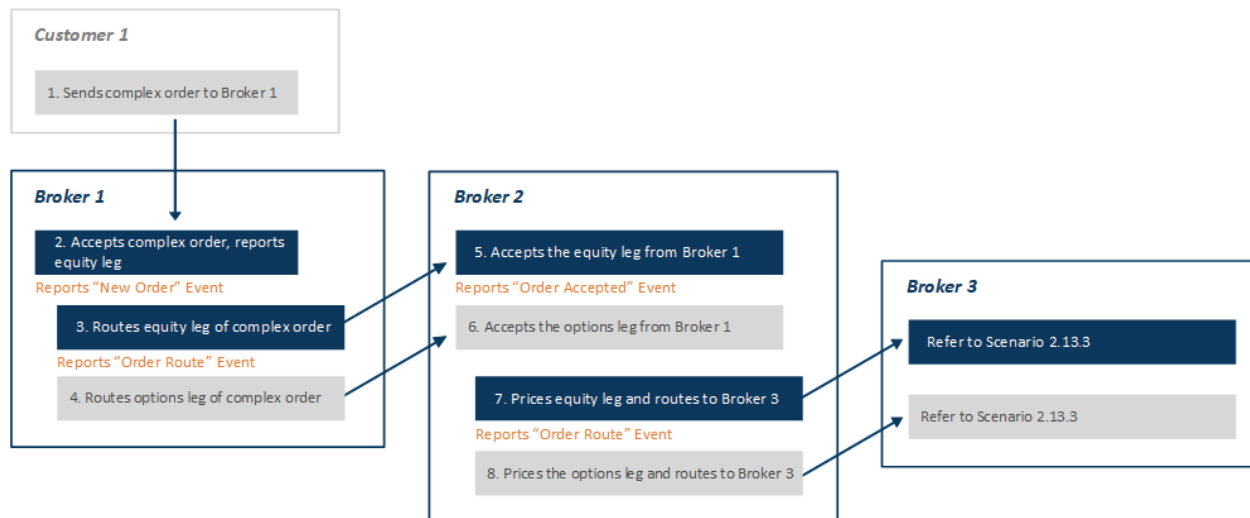 Customer 1
1. Sends complex order to Broker 1
Broker 1
2. Accepts complex order, reports
equity leg
Reports “New Order” Event
3. Routes equity leg of complex order
Reports “Order Route” Event
4. Routes options leg of complex order
Broker 2
5. Accepts the equity leg from Broker 1
Reports “Order Accepted” Event
6. Accepts the options leg from Broker 1
7. Prices equity leg and routes to Broker 3
Reports “Order Route” Event
8. Prices the options leg and routes to Broker 3
Broker 3
Refer to Scenario 2.13.3
Refer to Scenario 2.13.3